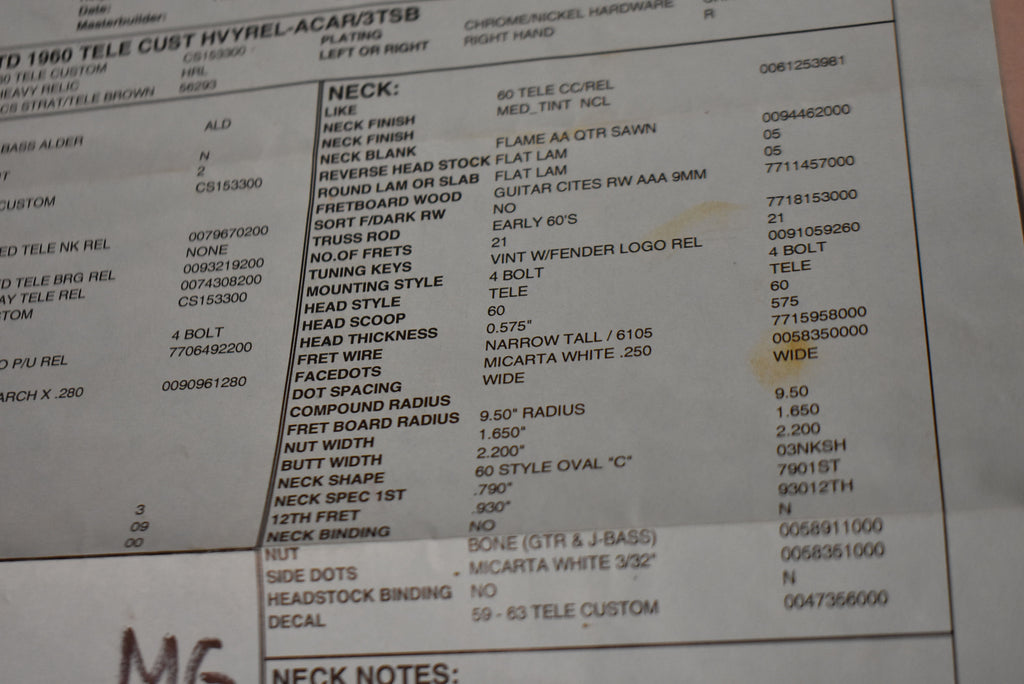 Date:
Masterbuilder:
TD 1960 TELE CUST HVYREL-ACAR/3TSB
PLATING CHROME/NICKEL HARDWARE
LEFT OR RIGHT RIGHT HAND R
60 TELE CUSTOM CS153300
HEAVY RELIC HRL
CS STRAT/TELE BROWN 56293
BASS ALDER ALD
N
2
CUSTOM CS153300
ED TELE NK REL 0079670200
NONE
D TELE BRG REL 0093219200
AY TELE REL 0074308200
TOM CS153300
4 BOLT
O P/U REL 7706492200
ARCH X .280 0090961280
3
09
00
MG
NECK:
LIKE 60 TELE CC/REL 0061253981
NECK FINISH MED_TINT NCL
NECK FINISH
NECK BLANK FLAME AA QTR SAWN 0094462000
REVERSE HEAD STOCK FLAT LAM 05
ROUND LAM OR SLAB FLAT LAM 05
FRETBOARD WOOD GUITAR CITES RW AAA 9MM 7711457000
SORT F/DARK RW NO
TRUSS ROD EARLY 60'S 7718153000
NO.OF FRETS 21 21
TUNING KEYS VINT W/FENDER LOGO REL 0091059260
MOUNTING STYLE 4 BOLT 4 BOLT
HEAD STYLE TELE TELE
HEAD SCOOP 60 60
HEAD THICKNESS 0.575" 575
FRET WIRE NARROW TALL / 6105 7715958000
FACEDOTS MICARTA WHITE .250 0058350000
DOT SPACING WIDE WIDE
COMPOUND RADIUS
FRET BOARD RADIUS 9.50" RADIUS 9.50
NUT WIDTH 1.650" 1.650
BUTT WIDTH 2.200" 2.200
NECK SHAPE 60 STYLE OVAL "C" 03NKSH
NECK SPEC 1ST .790" 7901ST
12TH FRET .930" 93012TH
NECK BINDING NO N
NUT BONE (GTR & J-BASS) 0058911000
SIDE DOTS MICARTA WHITE 3/32" 0058351000
HEADSTOCK BINDING NO N
DECAL 59 - 63 TELE CUSTOM 0047366000
NECK NOTES: